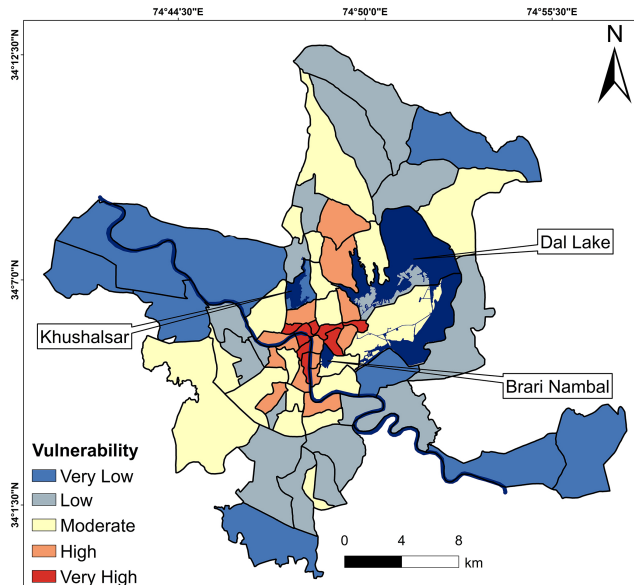 74°44'30"E
74°50'0"E
74°55'30"E
34°12'30"N
34°7'0"N
34°1'30"N
N
Dal Lake
Khushalsar
Brari Nambal
Vulnerability
Very Low
Low
Moderate
High
Very High
0 4 8
km